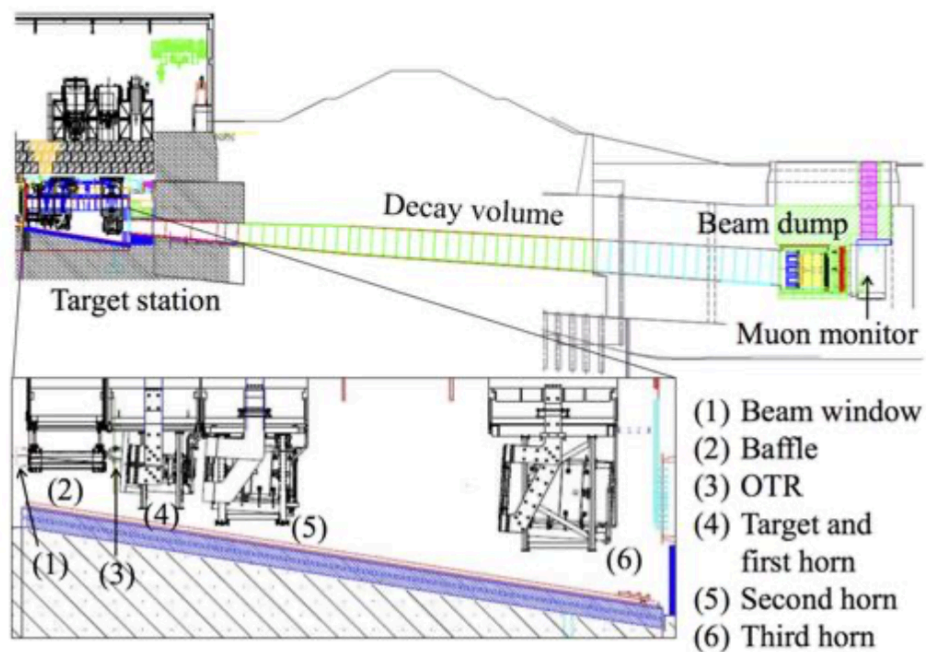 Decay volume
Beam dump
Target station
Muon monitor
(1) Beam window
(2) Baffle
(3) OTR
(4) Target and
first horn
(5) Second horn
(6) Third horn
(2)
(4)
(5)
(1)
(3)
(6)